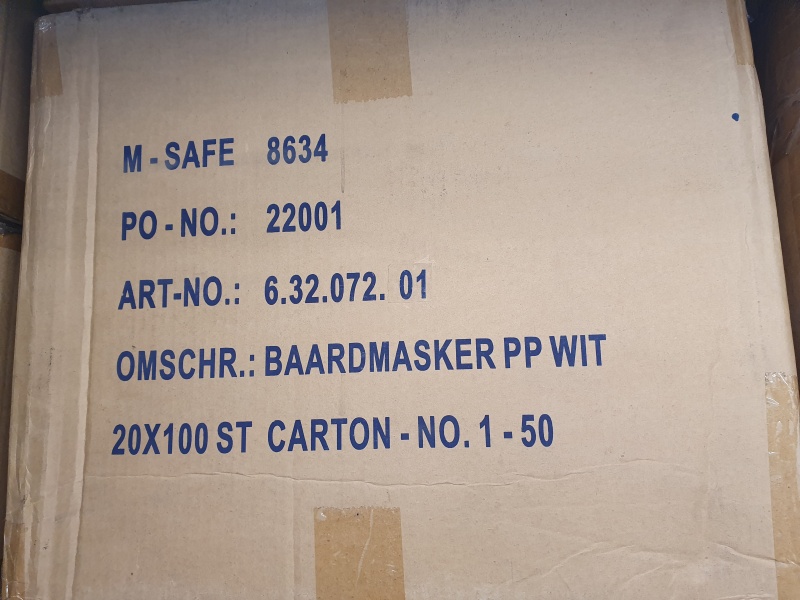 M - SAFE 8634
PO - NO.: 22001
ART-NO.: 6.32.072. 01
OMSCHR.: BAARDMASKER PP WIT
20X100 ST CARTON - NO. 1 - 50